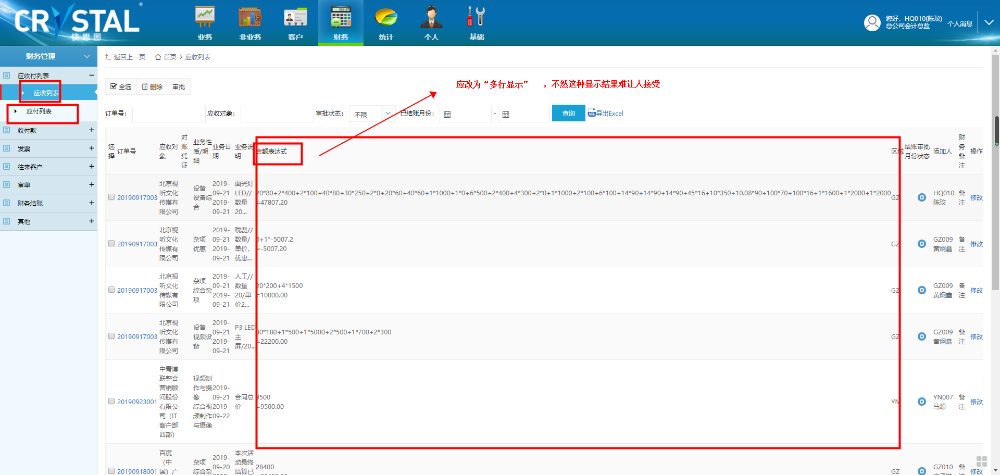 CRYSTAL
®
快思图
业务
非业务
客户
财务
统计
个人
基础
您好，HQ010(陈玟)
总公司会计总监
个人消息
财务管理
应收付列表
应收列表
应付列表
收付款
发票
往来客户
审单
财务结账
其他
返回上一页 首页 应收列表
全选 删除 审批
应改为“多行显示” ，不然这种显示结果难让人接受
订单号： 应收对象： 审批状态： 不限 已结账月份： - 查询 导出Excel
选择 订单号 应收对象 对账凭证 业务性质/明细 业务日期 业务说明 金额表达式 区域 结账月份 审批状态 添加人 财务备注 操作
20190917003
北京视
听文化
传媒有
限公司
设备
设备综
合
2019-
09-21
2019-
09-21
面光灯
LED//
数量
20...
20*80+2*400+2*100+40*80+30*250+2*0+20*60+40*60+1*1000+1*0+6*500+2*400+4*300+2*0+1*1000+2*100+6*100+14*90+14*90+14*90+45*16+10*350+10.08*90+100*70+100*16+1*1600+1*2000+1*2000
=47807.20
GZ
HQ010
陈玟
备
注
修改
20190917003
北京视
听文化
传媒有
限公司
杂项
优惠
2019-
09-21
2019-
09-21
税费//
数量/
单价,
优惠...
0+1*-5007.2
=-5007.20
GZ
GZ009
黄炯鑫
备
注
修改
20190917003
北京视
听文化
传媒有
限公司
杂项
综合杂
项
2019-
09-21
2019-
09-21
人工//
数量
20/单
价2...
20*200+4*1500
=10000.00
GZ
GZ009
黄炯鑫
备
注
修改
20190917003
北京视
听文化
传媒有
限公司
设备
视频设
备
2019-
09-21
2019-
09-21
P3 LED
主
屏/20...
80*180+1*500+1*5000+2*500+1*700+2*300
=22200.00
GZ
GZ009
黄炯鑫
备
注
修改
20190923001
中青博
联整合
营销顾
问股份
有限公
司（IT
客户部
四部）
视频制
作与摄
像
综合视
频制作
与摄像
2019-
09-21
2019-
09-22
合同总
价
9500
=9500.00
YN
YN007
马源
备
注
修改
20190918001
百度
（中
国）广
杂项
综合杂
2019-
09-20
本次活
动最终
结算已
28400
GZ
GZ010
备
注
修改